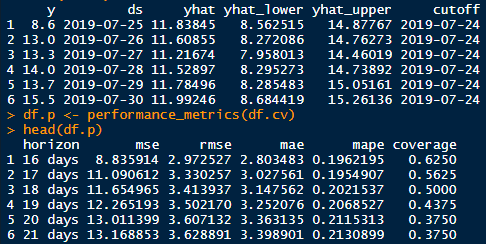 y ds yhat yhat_lower yhat_upper cutoff
1 8.6 2019-07-25 11.83845 8.562515 14.87767 2019-07-24
2 13.0 2019-07-26 11.60855 8.272086 14.76273 2019-07-24
3 13.3 2019-07-27 11.21674 7.958013 14.46019 2019-07-24
4 14.0 2019-07-28 11.52897 8.295273 14.73892 2019-07-24
5 13.7 2019-07-29 11.78496 8.285483 15.05161 2019-07-24
6 15.5 2019-07-30 11.99246 8.684419 15.26136 2019-07-24
> df.p <- performance_metrics(df.cv)
> head(df.p)
horizon mse rmse mae mape coverage
1 16 days 8.835914 2.972527 2.803483 0.1962195 0.6250
2 17 days 11.090612 3.330257 3.027561 0.1954907 0.5625
3 18 days 11.654965 3.413937 3.147562 0.2021537 0.5000
4 19 days 12.265193 3.502170 3.252076 0.2068527 0.4375
5 20 days 13.011399 3.607132 3.363135 0.2115313 0.3750
6 21 days 13.168853 3.628891 3.398901 0.2130899 0.3750